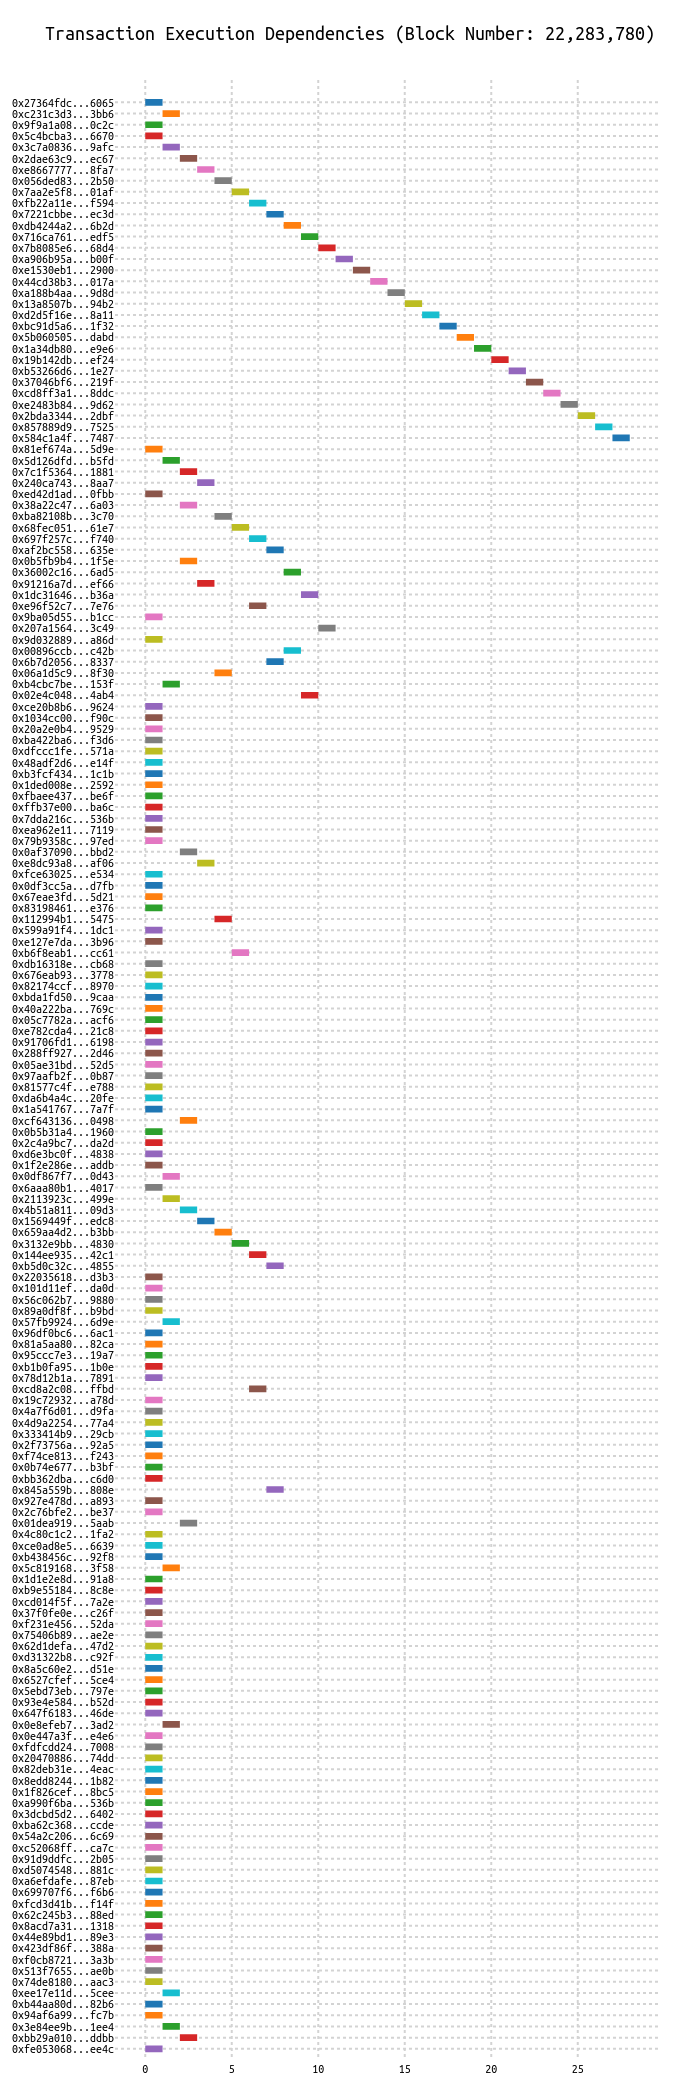 Transaction Execution Dependencies (Block Number: 22,283,780)
0x27364fdc...6065
0xc231c3d3...3bb6
0x9f9a1a08...0c2c
0x5c4bcba3...6670
0x3c7a0836...9afc
0x2dae63c9...ec67
0xe8667777...8fa7
0x056ded83...2b50
0x7aa2e5f8...01af
0xfb22a11e...f594
0x7221cbbe...ec3d
0xdb4244a2...6b2d
0x716ca761...edf5
0x7b8085e6...68d4
0xa906b95a...b00f
0xe1530eb1...2900
0x44cd38b3...017a
0xa188b4aa...9d8d
0x13a8507b...94b2
0xd2d5f16e...8a11
0xbc91d5a6...1f32
0x5b060505...dabd
0x1a34db80...e9e6
0x19b142db...ef24
0xb53266d6...1e27
0x37046bf6...219f
0xcd8ff3a1...8ddc
0xe2483b84...9d62
0x2bda3344...2dbf
0x857889d9...7525
0x584c1a4f...7487
0x81ef674a...5d9e
0x5d126dfd...b5fd
0x7c1f5364...1881
0x240ca743...8aa7
0xed42d1ad...0fbb
0x38a22c47...6a03
0xba82108b...3c70
0x68fec051...61e7
0x697f257c...f740
0xaf2bc558...635e
0x0b5fb9b4...1f5e
0x36002c16...6ad5
0x91216a7d...ef66
0x1dc31646...b36a
0xe96f52c7...7e76
0x9ba05d55...b1cc
0x207a1564...3c49
0x9d032889...a86d
0x00896ccb...c42b
0x6b7d2056...8337
0x06a1d5c9...8f30
0xb4cbc7be...153f
0x02e4c048...4ab4
0xce20b8b6...9624
0x1034cc00...f90c
0x20a2e0b4...9529
0xba422ba6...f3d6
0xdfccc1fe...571a
0x48adf2d6...e14f
0xb3fcf434...1c1b
0x1ded008e...2592
0xfbaee437...be6f
0xffb37e00...ba6c
0x7dda216c...536b
0xea962e11...7119
0x79b9358c...97ed
0x0af37090...bbd2
0xe8dc93a8...af06
0xfce63025...e534
0x0df3cc5a...d7fb
0x67eae3fd...5d21
0x83198461...e376
0x112994b1...5475
0x599a91f4...1dc1
0xe127e7da...3b96
0xb6f8eab1...cc61
0xdb16318e...cb68
0x676eab93...3778
0x82174ccf...8970
0xbda1fd50...9caa
0x40a222ba...769c
0x05c7782a...acf6
0xe782cda4...21c8
0x91706fd1...6198
0x288ff927...2d46
0x05ae31bd...52d5
0x97aafb2f...0b87
0x81577c4f...e788
0xda6b4a4c...20fe
0x1a541767...7a7f
0xcf643136...0498
0x0b5b31a4...1960
0x2c4a9bc7...da2d
0xd6e3bc0f...4838
0x1f2e286e...addb
0x0df867f7...0d43
0x6aaa80b1...4017
0x2113923c...499e
0x4b51a811...09d3
0x1569449f...edc8
0x659aa4d2...b3bb
0x3132e9bb...4830
0x144ee935...42c1
0xb5d0c32c...4855
0x22035618...d3b3
0x101d11ef...da0d
0x56c062b7...9880
0x89a0df8f...b9bd
0x57fb9924...6d9e
0x96df0bc6...6ac1
0x81a5aa80...82ca
0x95ccc7e3...19a7
0xb1b0fa95...1b0e
0x78d12b1a...7891
0xcd8a2c08...ffbd
0x19c72932...a78d
0x4a7f6d01...d9fa
0x4d9a2254...77a4
0x333414b9...29cb
0x2f73756a...92a5
0xf74ce813...f243
0x0b74e677...b3bf
0xbb362dba...c6d0
0x845a559b...808e
0x927e478d...a893
0x2c76bfe2...be37
0x01dea919...5aab
0x4c80c1c2...1fa2
0xce0ad8e5...6639
0xb438456c...92f8
0x5c819168...3f58
0x1d1e2e8d...91a8
0xb9e55184...8c8e
0xcd014f5f...7a2e
0x37f0fe0e...c26f
0xf231e456...52da
0x75406b89...ae2e
0x62d1defa...47d2
0xd31322b8...c92f
0x8a5c60e2...d51e
0x6527cfef...5ce4
0x5ebd73eb...797e
0x93e4e584...b52d
0x647f6183...46de
0x0e8efeb7...3ad2
0x0e447a3f...e4e6
0xfdfcdd24...7008
0x20470886...74dd
0x82deb31e...4eac
0x8edd8244...1b82
0x1f826cef...8bc5
0xa990f6ba...536b
0x3dcbd5d2...6402
0xba62c368...ccde
0x54a2c206...6c69
0xc52068ff...ca7c
0x91d9ddfc...2b05
0xd5074548...881c
0xa6efdafe...87eb
0x699707f6...f6b6
0xfcd3d41b...f14f
0x62c245b3...88ed
0x8acd7a31...1318
0x44e89bd1...89e3
0x423df86f...388a
0xf0cb8721...3a3b
0x513f7655...ae0b
0x74de8180...aac3
0xee17e11d...5cee
0xb44aa80d...82b6
0x94af6a99...fc7b
0x3e84ee9b...1ee4
0xbb29a010...ddbb
0xfe053068...ee4c
0 5 10 15 20 25